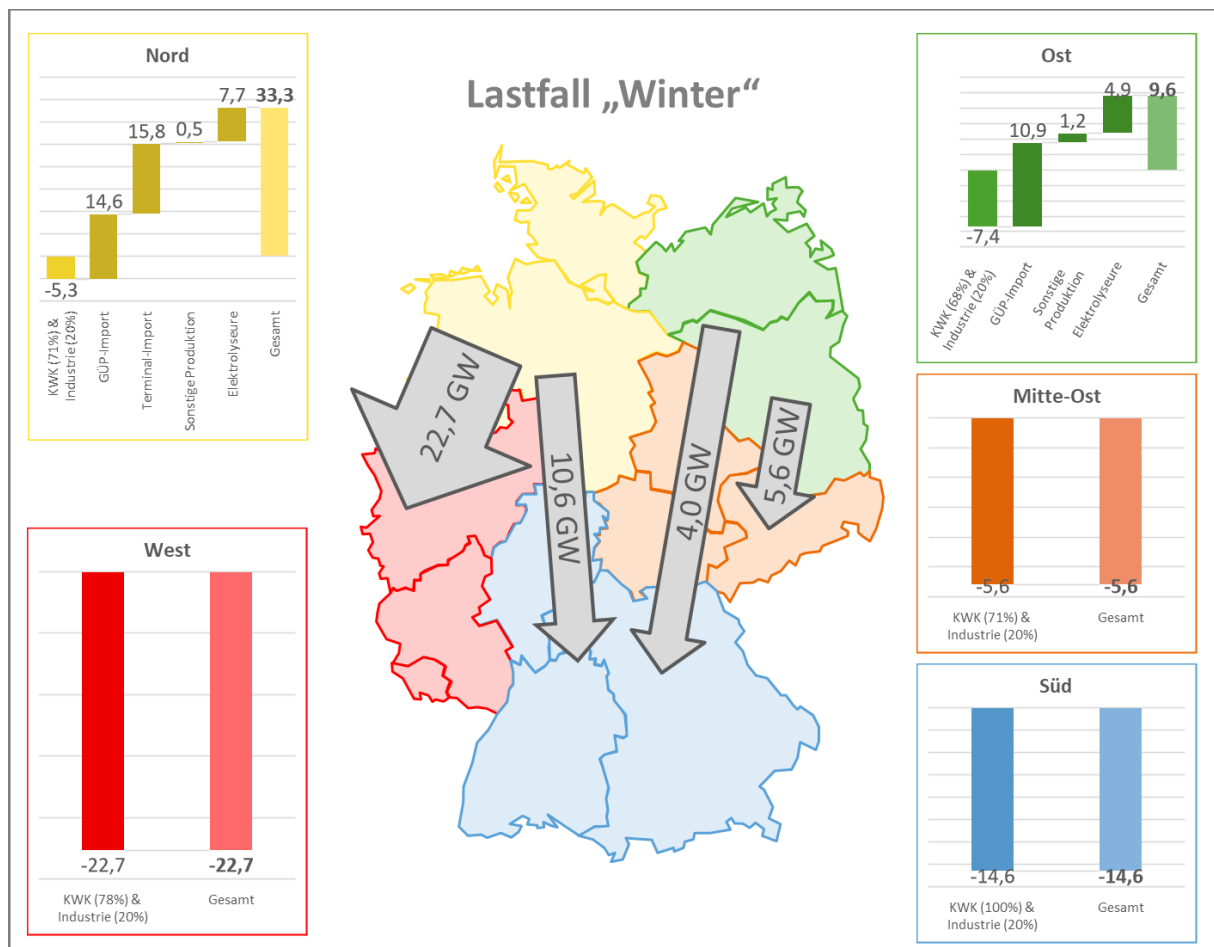 Lastfall „Winter“
Nord
-5,3
14,6
15,8
0,5
7,7
33,3
KWK (71%) &
Industrie (20%)
GÜP-Import
Terminal-Import
Sonstige Produktion
Elektrolyseure
Gesamt
Ost
-7,4
10,9
1,2
4,9
9,6
KWK (68%) &
Industrie (20%)
GÜP-Import
Sonstige
Produktion
Elektrolyseure
Gesamt
22,7 GW
10,6 GW
4,0 GW
5,6 GW
Mitte-Ost
-5,6
-5,6
KWK (71%) &
Industrie (20%)
Gesamt
West
-22,7
-22,7
KWK (78%) &
Industrie (20%)
Gesamt
Süd
-14,6
-14,6
KWK (100%) &
Industrie (20%)
Gesamt